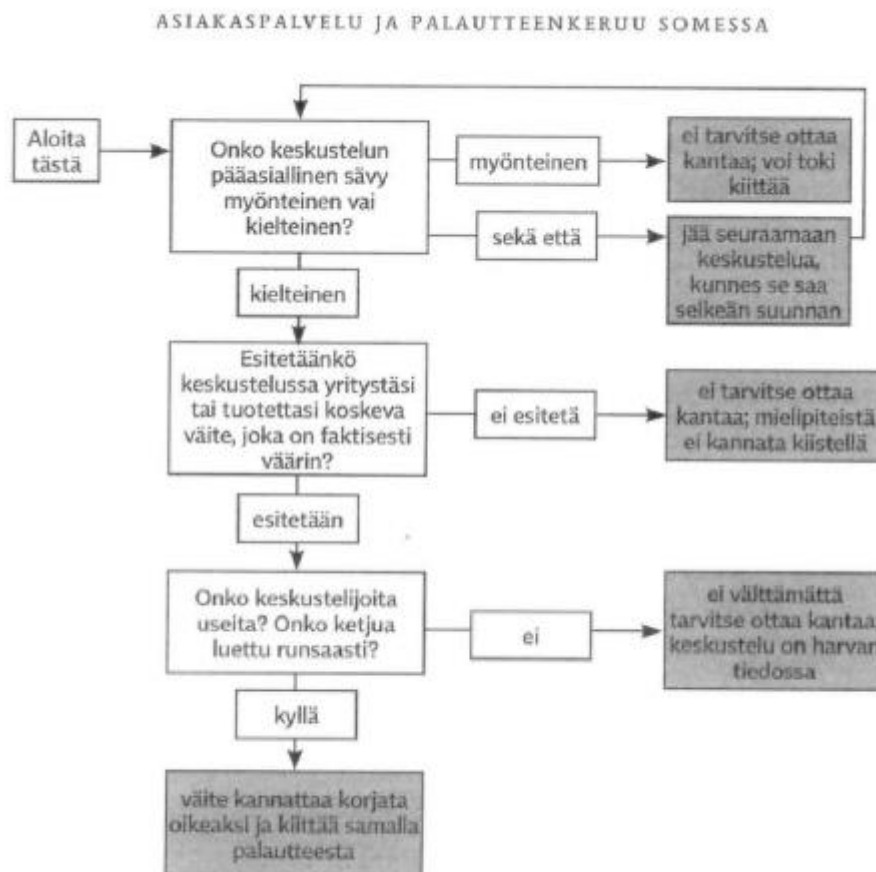 ASIAKASPALVELU JA PALAUTTEENKERUU SOMESSA
Aloita
tästä
Onko keskustelun
pääasiallinen sävy
myönteinen vai
kielteinen?
myönteinen
ei tarvitse ottaa
kantaa; voi toki
kiittää
sekä että
jää seuraamaan
keskustelua,
kunnes se saa
selkeän suunnan
kielteinen
Esitetäänkö
keskustelussa yritystäsi
tai tuotettasi koskeva
väite, joka on faktisesti
väärin?
ei esitetä
ei tarvitse ottaa
kantaa; mielipiteistä
ei kannata kiistellä
esitetään
Onko keskustelijoita
useita? Onko ketjua
luettu runsaasti?
ei
ei välttämättä
tarvitse ottaa kantaa
keskustelu on harvan
tiedossa
kyllä
väite kannattaa korjata
oikeaksi ja kiittää samalla
palautteesta